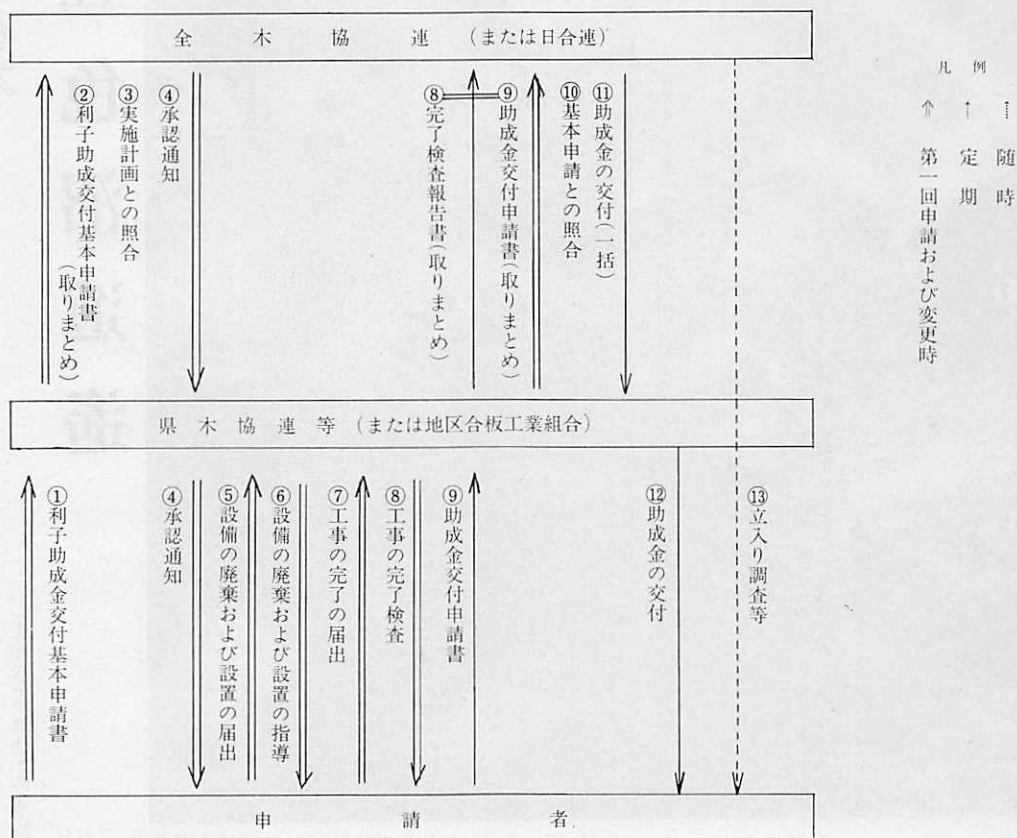 全木協連（または日合連）
②利子助成交付基本申請書
（取りまとめ）
③実施計画との照合
④承認通知
⑧完了検査報告書（取りまとめ）
⑨助成金交付申請書（取りまとめ）
⑩基本申請との照合
⑪助成金の交付（一括）
県木協連等（または地区合板工業組合）
①利子助成金交付基本申請書
④承認通知
⑤設備の廃棄および設置の届出
⑥設備の廃棄および設置の指導
⑦工事の完了の届出
⑧工事の完了検査
⑨助成金交付申請書
⑫助成金の交付
⑬立入り調査等
申請者
凡例
随時
定期
第一回申請および変更時